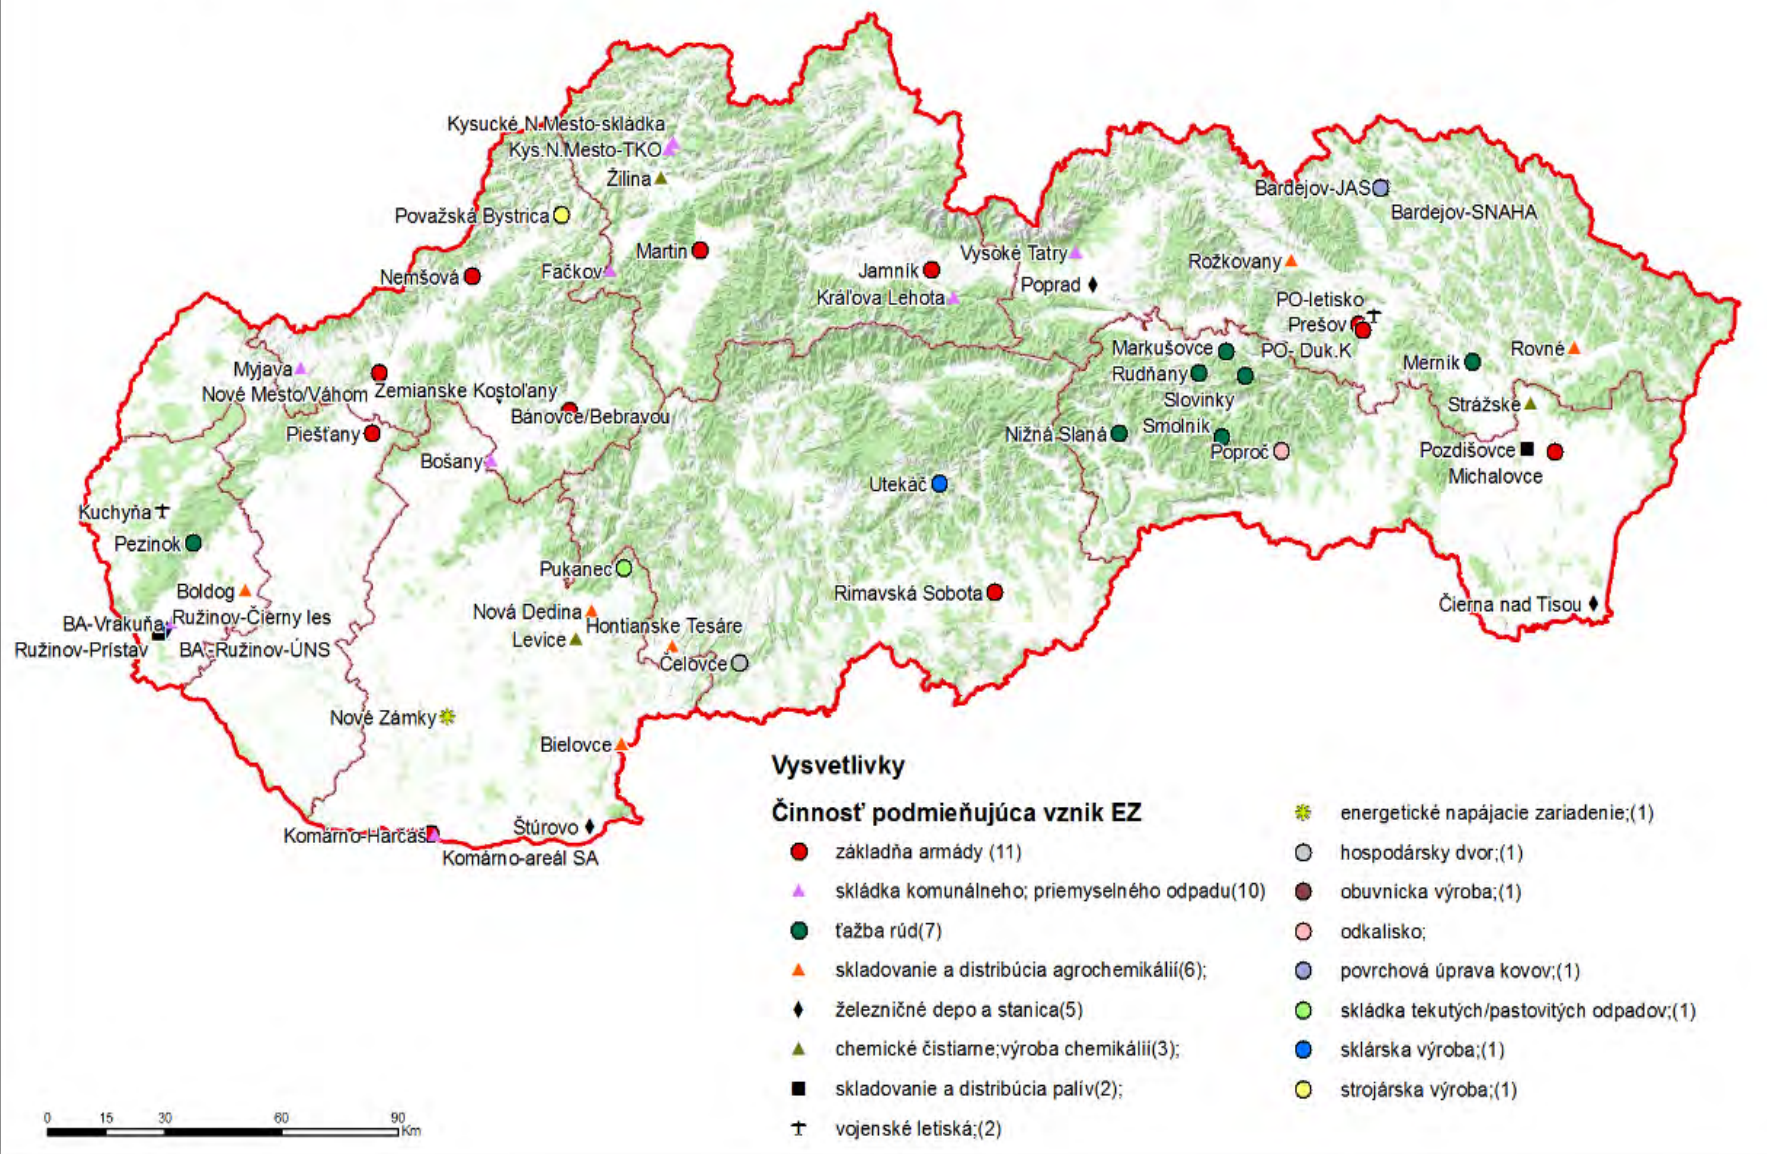 Kysucké N.Mesto-skládka
Kys.N.Mesto-TKO
Žilina
Považská Bystrica
Bardejov-JAS
Bardejov-SNAHA
Martin
Vysoké Tatry
Rožkovany
Nemšová
Fačkov
Jamník
Poprad
Kráľova Lehota
PO-letisko
Prešov
PO- Duk.K
Markušovce
Rovné
Merník
Myjava
Rudňany
Nové Mesto/Váhom
Zemianske Kostoľany
Slovinky
Strážske
Bánovce/Bebravou
Smolník
Piešťany
Nižná Slaná
Poproč
Pozdišovce
Bošany
Michalovce
Utekáč
Kuchyňa
Pezinok
Pukanec
Boldog
Rimavská Sobota
Čierna nad Tisou
Nová Dedina
Ružinov-Čierny les
BA-Vrakuňa
Hontianske Tesáre
Levice
Ružinov-Prístav
BA -Ružinov-ÚNS
Čelovce
Nové Zámky
Bielovce
Štúrovo
Komárno-Harčáš
Komárno-areál SA
Vysvetlivky
Činnosť podmieňujúca vznik EZ
základňa armády (11)
skládka komunálneho; priemyselného odpadu(10)
ťažba rúd(7)
skladovanie a distribúcia agrochemikálií(6);
železničné depo a stanica(5)
chemické čistiarne;výroba chemikálií(3);
skladovanie a distribúcia palív(2);
vojenské letiská;(2)
energetické napájacie zariadenie;(1)
hospodársky dvor;(1)
obuvnícka výroba;(1)
odkalisko;
povrchová úprava kovov;(1)
skládka tekutých/pastovitých odpadov;(1)
sklárska výroba;(1)
strojárska výroba;(1)
0 15 30 60 90
Km